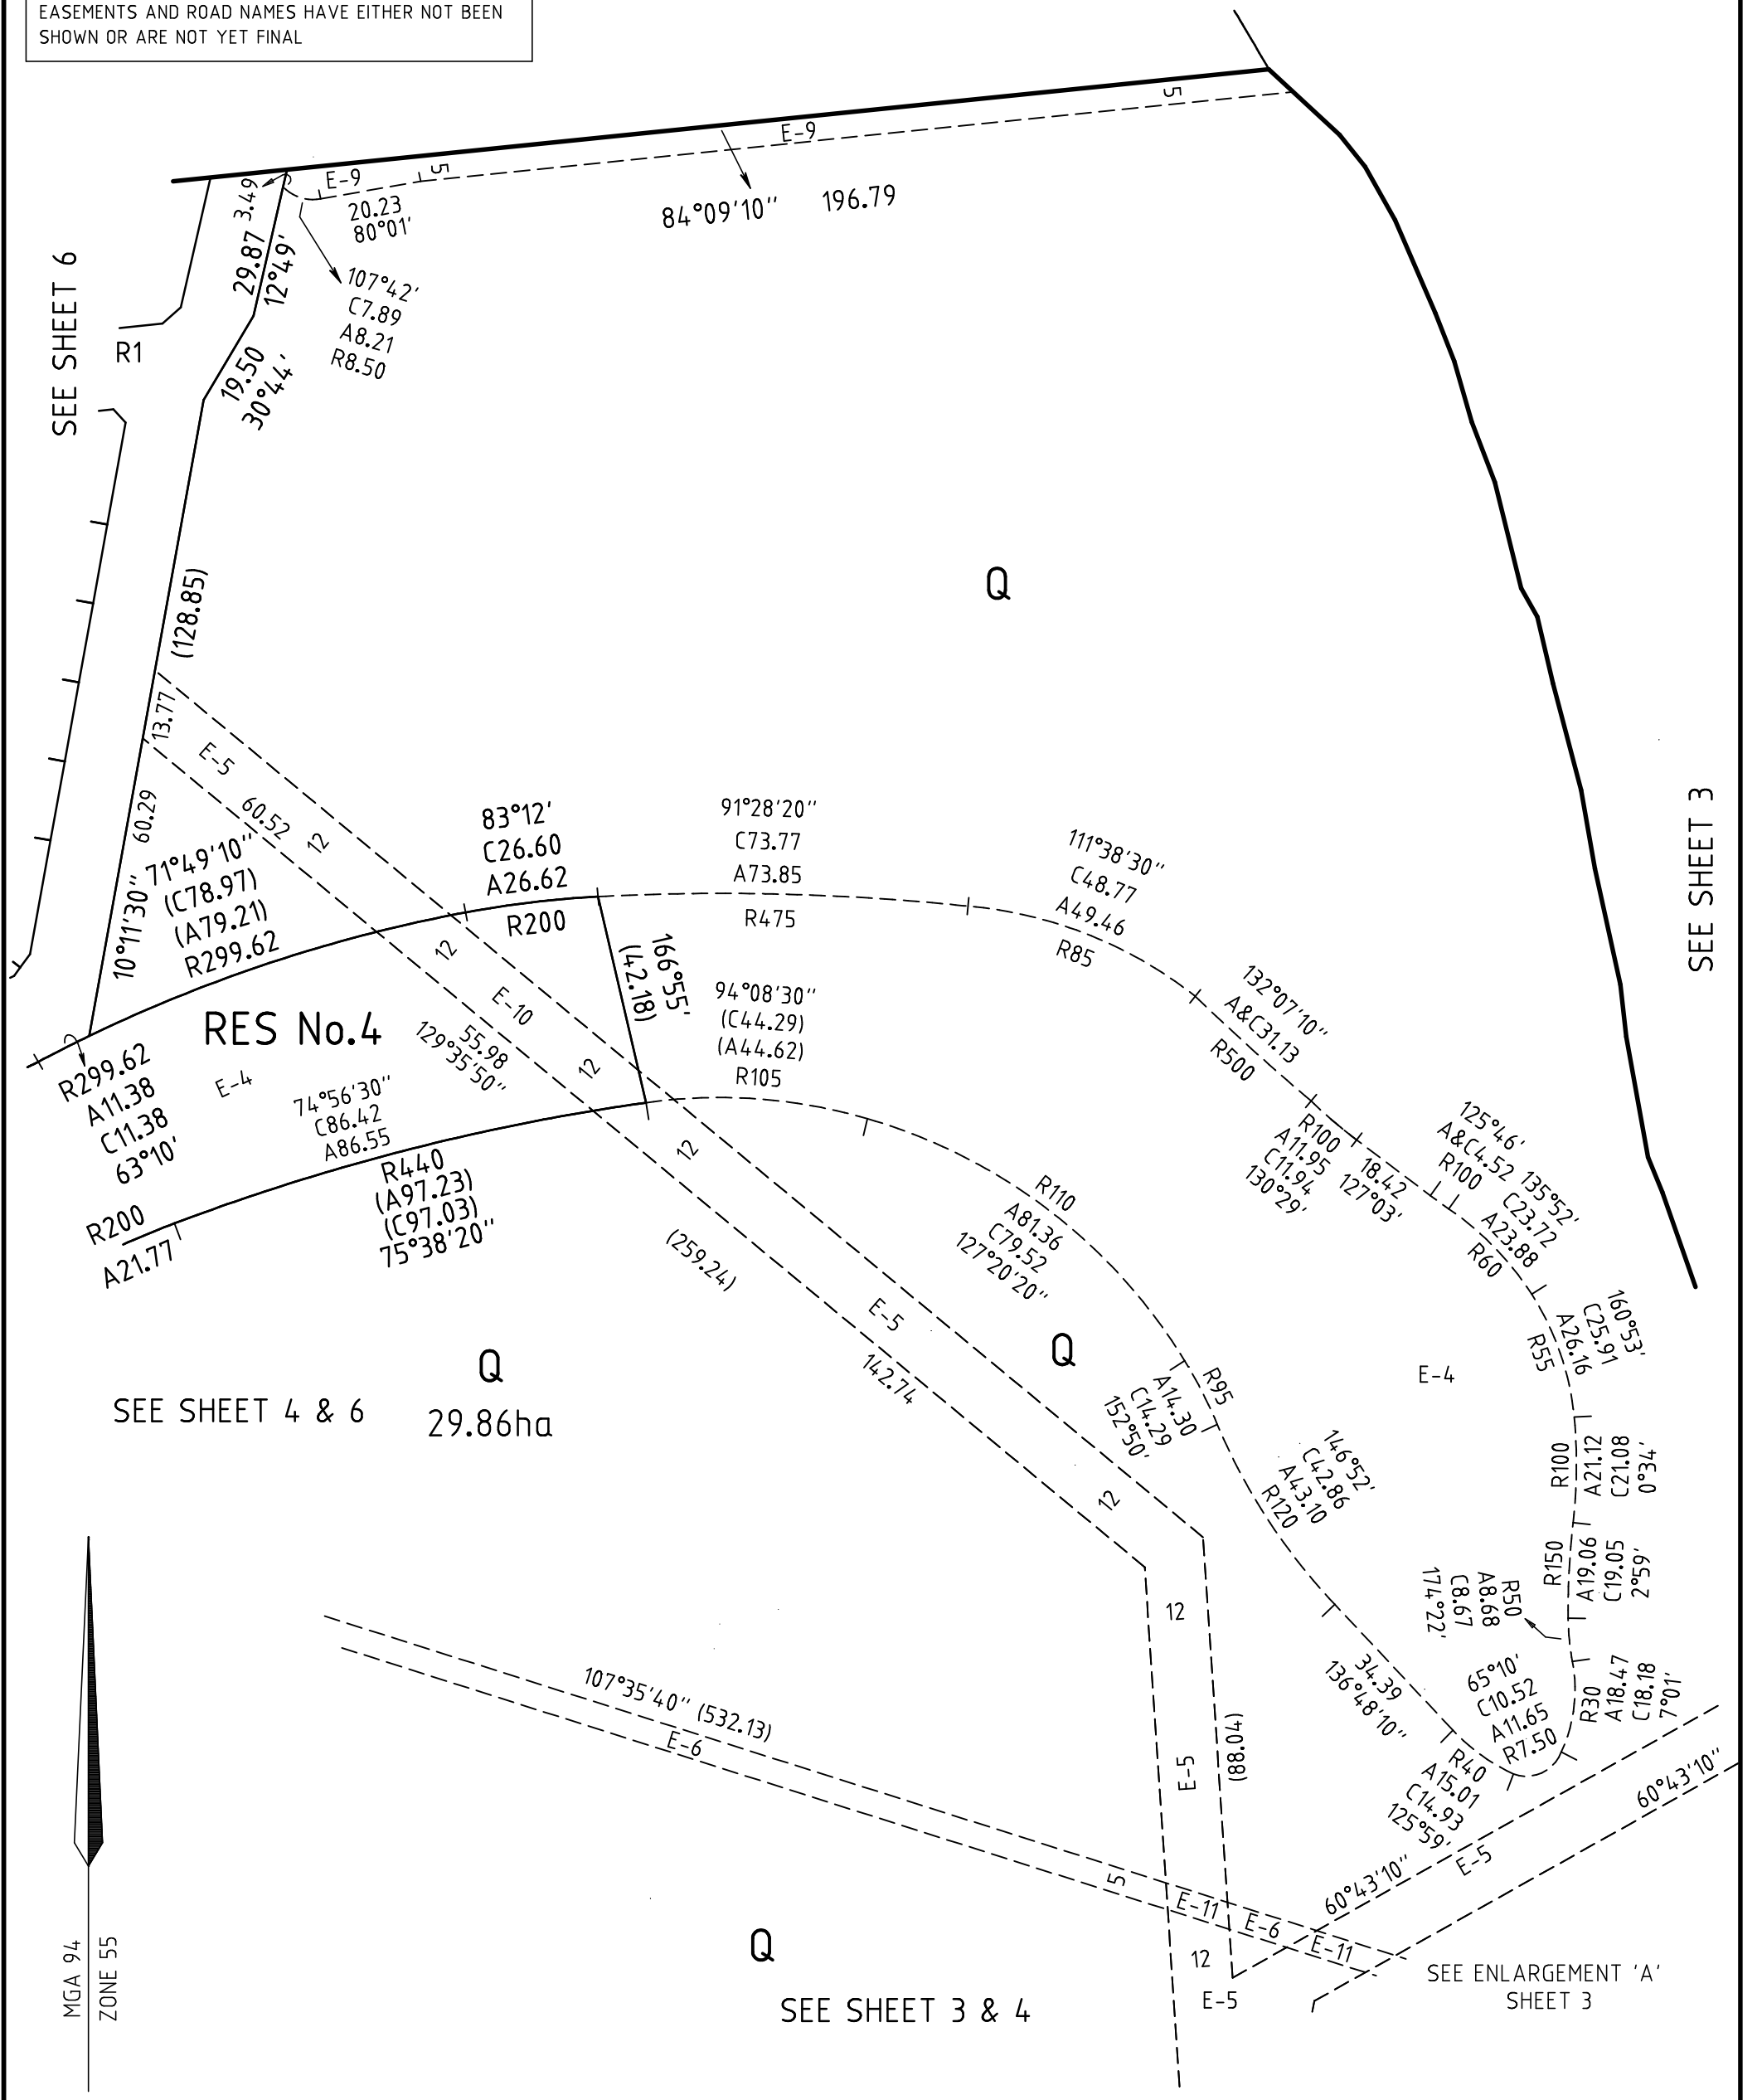 EASEMENTS AND ROAD NAMES HAVE EITHER NOT BEEN
SHOWN OR ARE NOT YET FINAL
5
E-9
5
E-9
20.23
80°01'
84°09'10" 196.79
3.49
29.87
12°49'
107°42'
C7.89
A8.21
R8.50
SEE SHEET 6
R1
19.50
30°44'
Q
(128.85)
13.77
E-5
60.29
60.52
12
10°11'30"
71°49'10"
(C78.97)
(A79.21)
R299.62
83°12'
C26.60
A26.62
R200
91°28'20"
C73.77
A73.85
R475
111°38'30"
C48.77
A49.46
R85
SEE SHEET 3
12
E-10
166°55'
(42.18)
94°08'30"
(C44.29)
(A44.62)
R105
132°07'10"
A&C31.13
R500
RES No.4
E-4
55.98
129°35'50"
12
R299.62
A11.38
C11.38
63°10'
74°56'30"
C86.42
A86.55
R440
(A97.23)
(C97.03)
75°38'20"
R200
A21.77
12
R100
A11.95
C11.94
130°29'
18.42
127°03'
125°46'
A&C4.52
R100
135°52'
C23.72
A23.88
R60
R110
A81.36
C79.52
127°20'20"
(259.24)
E-5
160°53'
C25.91
A26.16
R55
Q
Q
29.86ha
SEE SHEET 4 & 6
142.74
E-4
R95
A14.30
C14.29
152°50'
146°52'
C42.86
A43.10
R120
R100
A21.12
C21.08
0°34'
12
R150
A19.06
C19.05
2°59'
R50
A8.68
C8.67
174°22'
12
34.39
136°48'10"
65°10'
C10.52
A11.65
R7.50
R30
A18.47
C18.18
7°01'
107°35'40" (532.13)
E-6
E-5
(88.04)
R40
A15.01
C14.93
125°59'
60°43'10"
60°43'10"
E-5
5
E-11
E-6
E-11
12
E-5
Q
SEE SHEET 3 & 4
SEE ENLARGEMENT 'A'
SHEET 3
MGA 94
ZONE 55